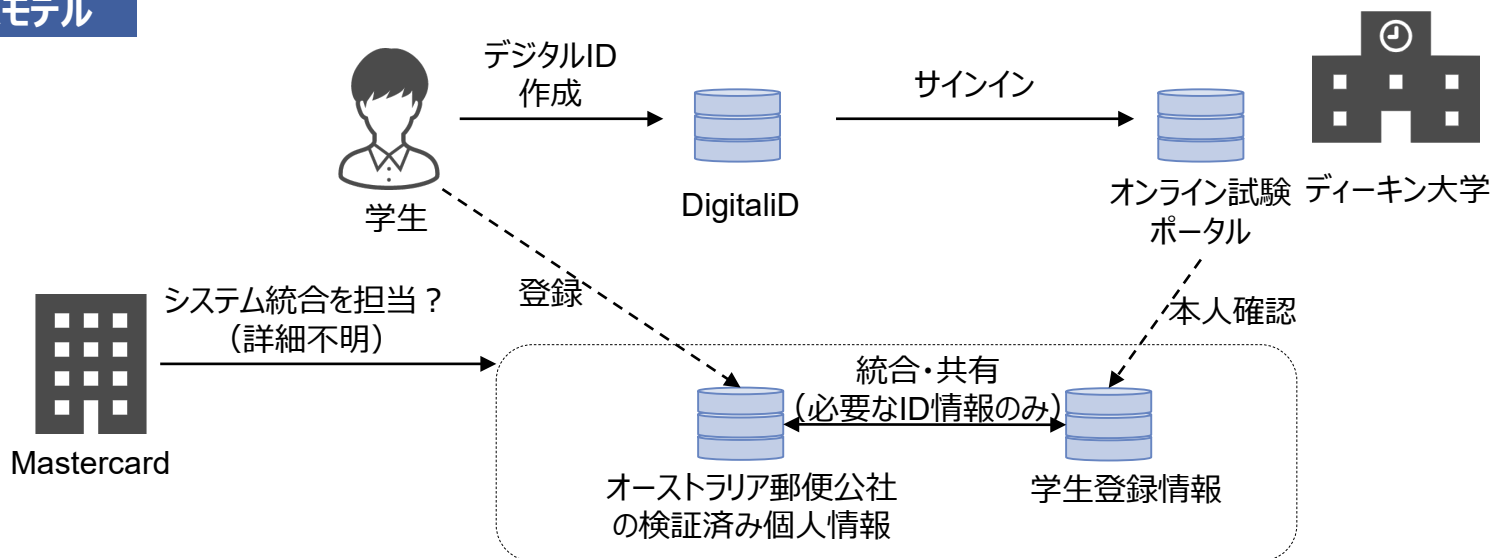 モデル
デジタルID
作成
サインイン
学生
DigitaliD
オンライン試験
ポータル
ディーキン大学
システム統合を担当？
（詳細不明）
登録
本人確認
統合・共有
（必要なID情報のみ）
Mastercard
オーストラリア郵便公社
の検証済み個人情報
学生登録情報